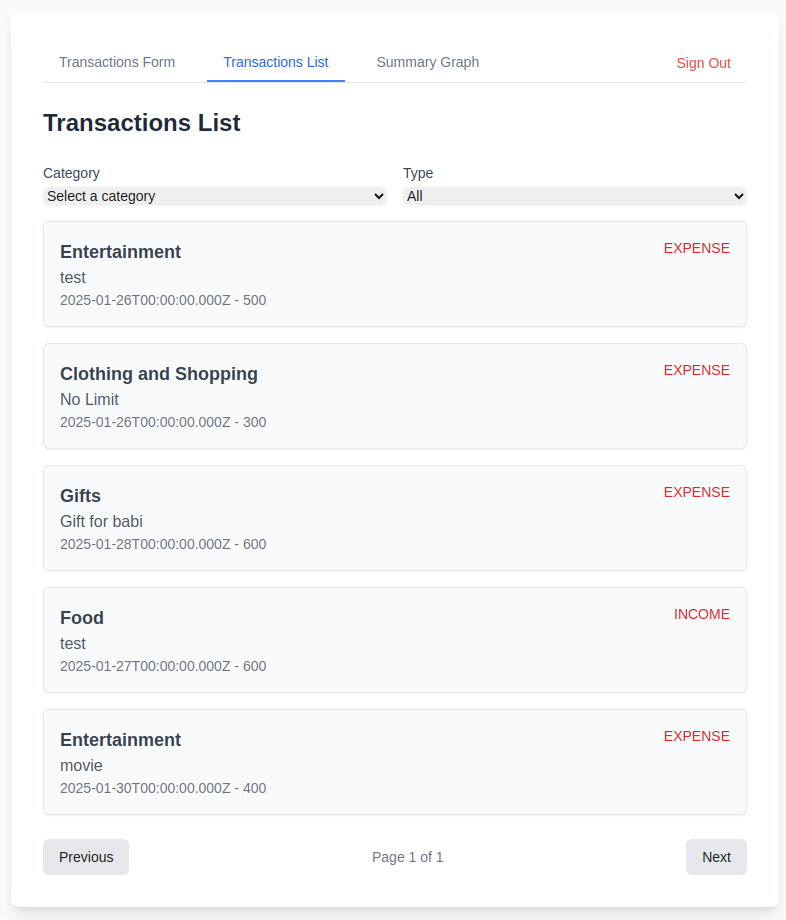 Transactions Form Transactions List Summary Graph Sign Out
Transactions List
Category Type
Select a category All
Entertainment EXPENSE
test
2025-01-26T00:00:00.000Z - 500
Clothing and Shopping EXPENSE
No Limit
2025-01-26T00:00:00.000Z - 300
Gifts EXPENSE
Gift for babi
2025-01-28T00:00:00.000Z - 600
Food INCOME
test
2025-01-27T00:00:00.000Z - 600
Entertainment EXPENSE
movie
2025-01-30T00:00:00.000Z - 400
Previous Page 1 of 1 Next